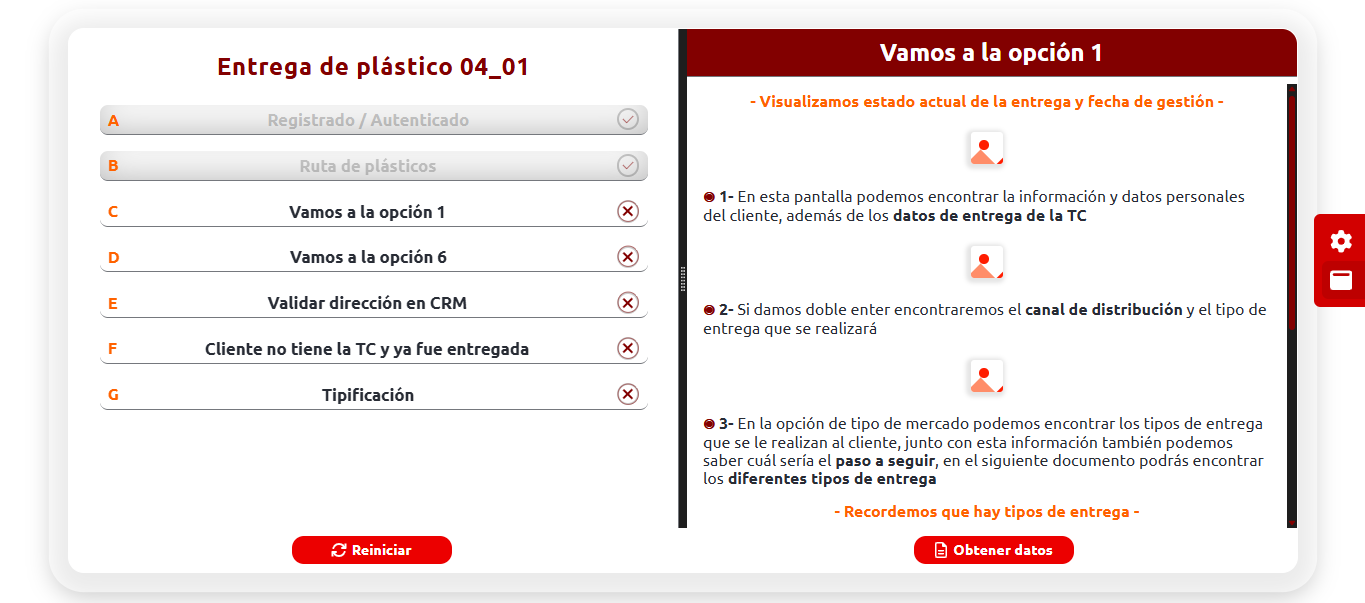 Entrega de plástico 04_01
A Registrado / Autenticado
B Ruta de plásticos
C Vamos a la opción 1
D Vamos a la opción 6
E Validar dirección en CRM
F Cliente no tiene la TC y ya fue entregada
G Tipificación
Reiniciar
Vamos a la opción 1
- Visualizamos estado actual de la entrega y fecha de gestión -
1- En esta pantalla podemos encontrar la información y datos personales
del cliente, además de los datos de entrega de la TC
2- Si damos doble enter encontraremos el canal de distribución y el tipo de
entrega que se realizará
3- En la opción de tipo de mercado podemos encontrar los tipos de entrega
que se le realizan al cliente, junto con esta información también podemos
saber cuál sería el paso a seguir, en el siguiente documento podrás encontrar
los diferentes tipos de entrega
- Recordemos que hay tipos de entrega -
Obtener datos